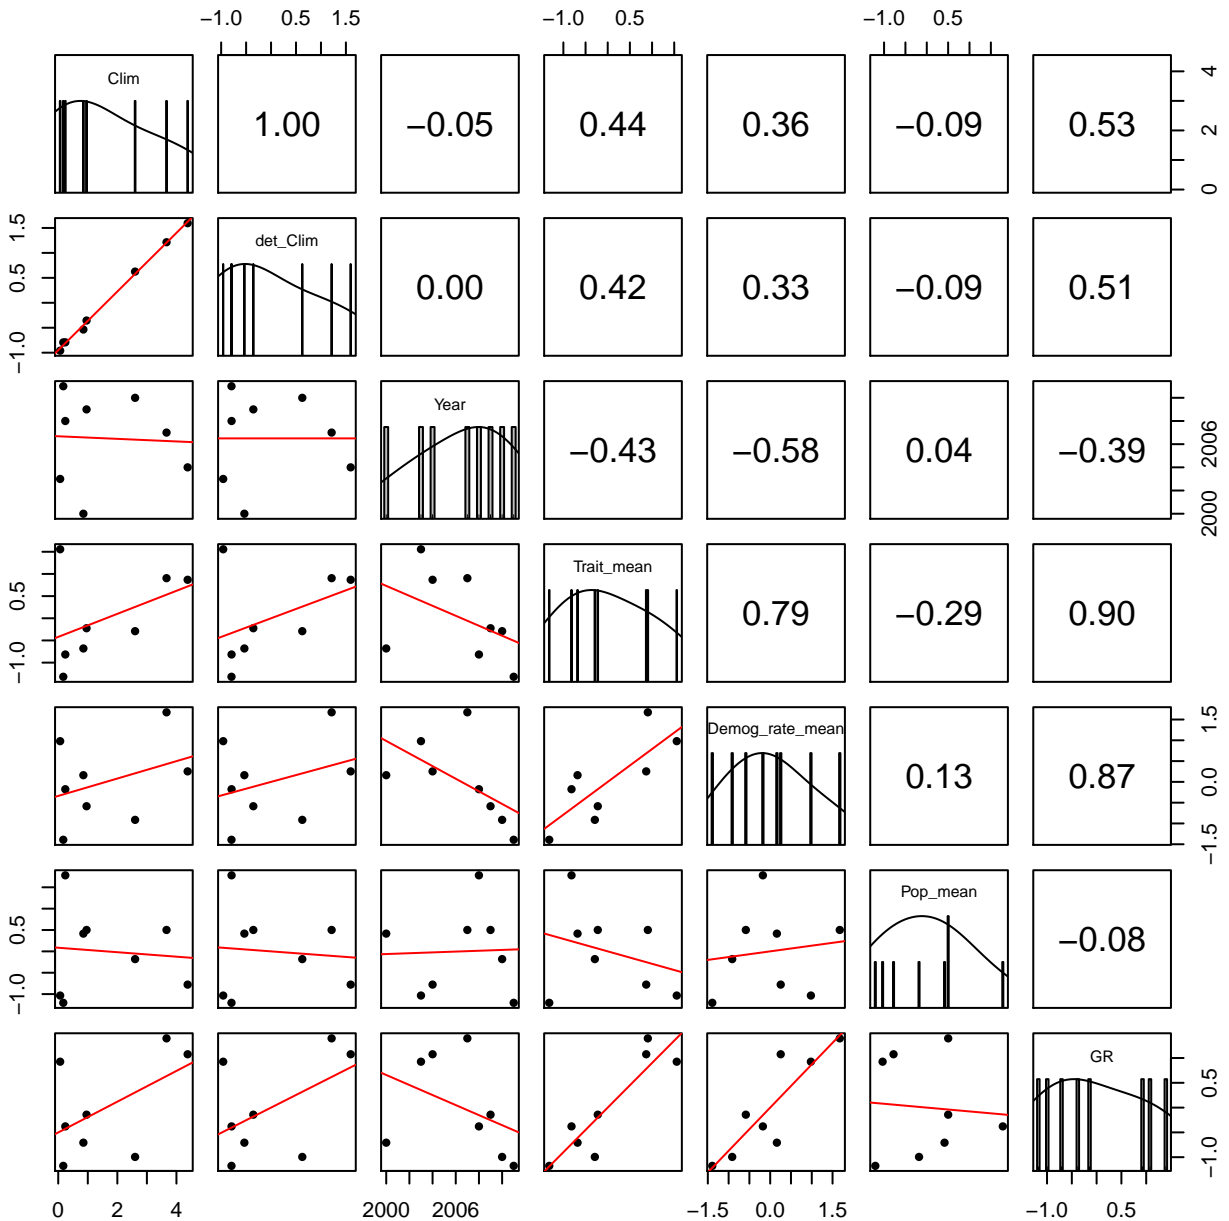 −1.0 0.5 1.5 −1.0 0.5 −1.0 0.5
Clim 1.00 −0.05 0.44 0.36 −0.09 0.53 0 2 4
−1.0 0.5 1.5 det_Clim 0.00 0.42 0.33 −0.09 0.51
Year −0.43 −0.58 0.04 −0.39 2000 2006
−1.0 0.5 Trait_mean 0.79 −0.29 0.90
Demog_rate_mean 0.13 0.87 −1.5 0.0 1.5
−1.0 0.5 Pop_mean −0.08
GR −1.0 0.5
0 2 4 2000 2006 −1.5 0.0 1.5 −1.0 0.5